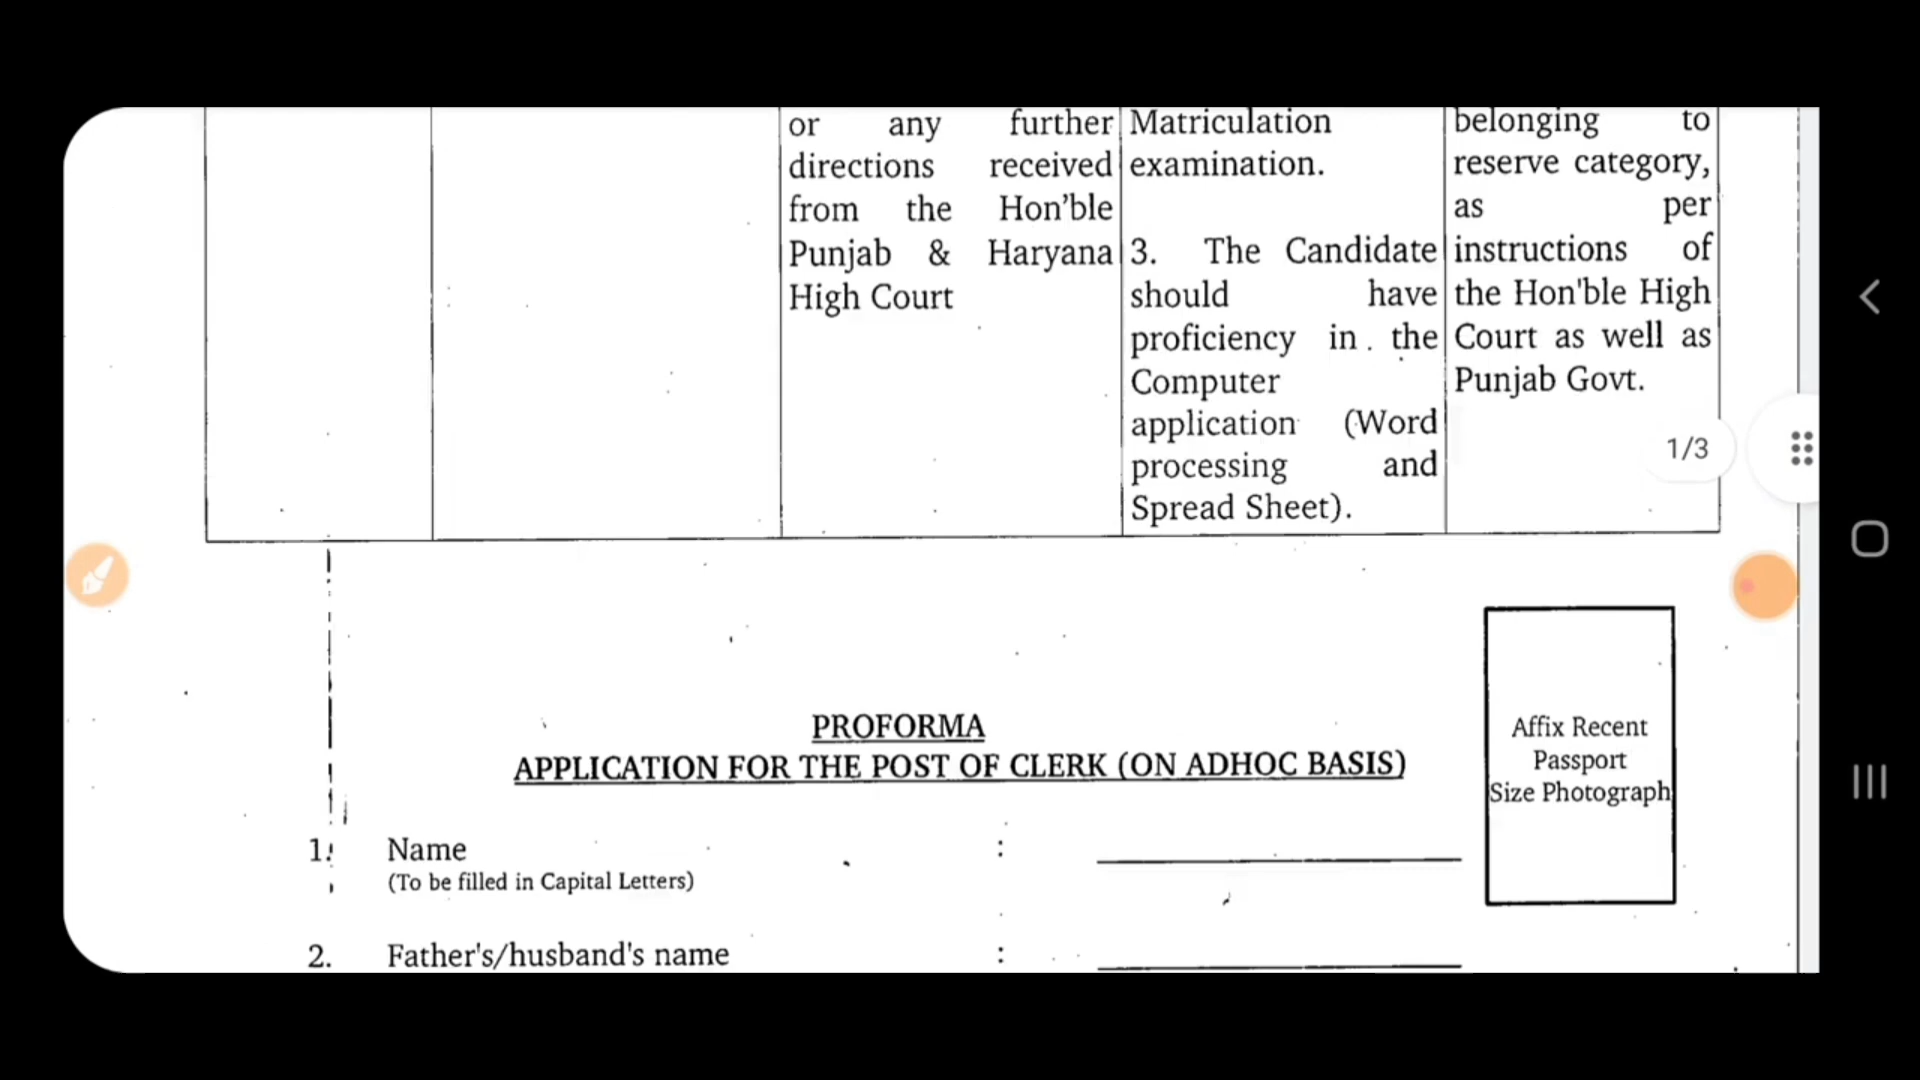 or any further
directions received
from the Hon’ble
Punjab & Haryana
High Court
Matriculation
examination.
3. The Candidate
should have
proficiency in the
Computer
application (Word
processing and
Spread Sheet).
belonging to
reserve category,
as per
instructions of
the Hon'ble High
Court as well as
Punjab Govt.
1/3
PROFORMA
APPLICATION FOR THE POST OF CLERK (ON ADHOC BASIS)
Affix Recent
Passport
Size Photograph
1. Name :
(To be filled in Capital Letters)
2. Father's/husband's name :